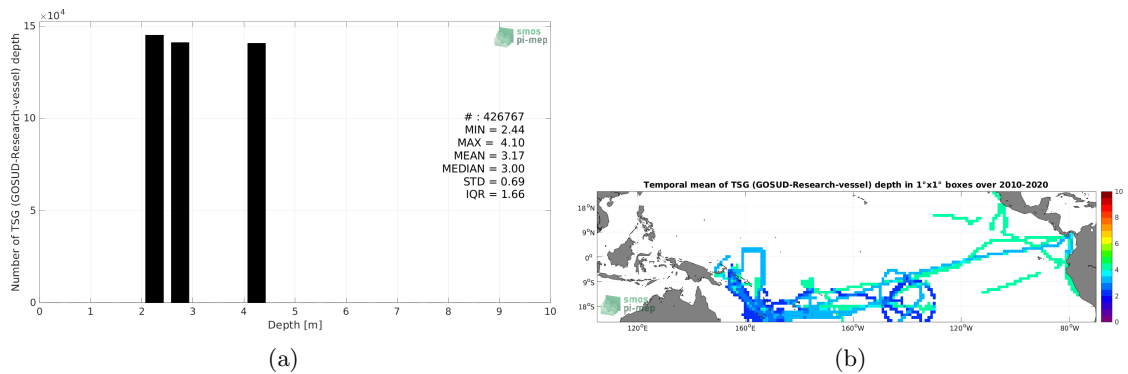 ×10⁴
15
10
5
0
Number of TSG (GOSUD-Research-vessel) depth
smos
pi-mep
# : 426767
MIN = 2.44
MAX = 4.10
MEAN = 3.17
MEDIAN = 3.00
STD = 0.69
IQR = 1.66
0 1 2 3 4 5 6 7 8 9 10
Depth [m]
(a)
Temporal mean of TSG (GOSUD-Research-vessel) depth in 1°x1° boxes over 2010-2020
18°N
9°N
0°
9°S
18°S
smos
pi-mep
120°E 160°E 160°W 120°W 80°W
10
8
6
4
2
0
(b)